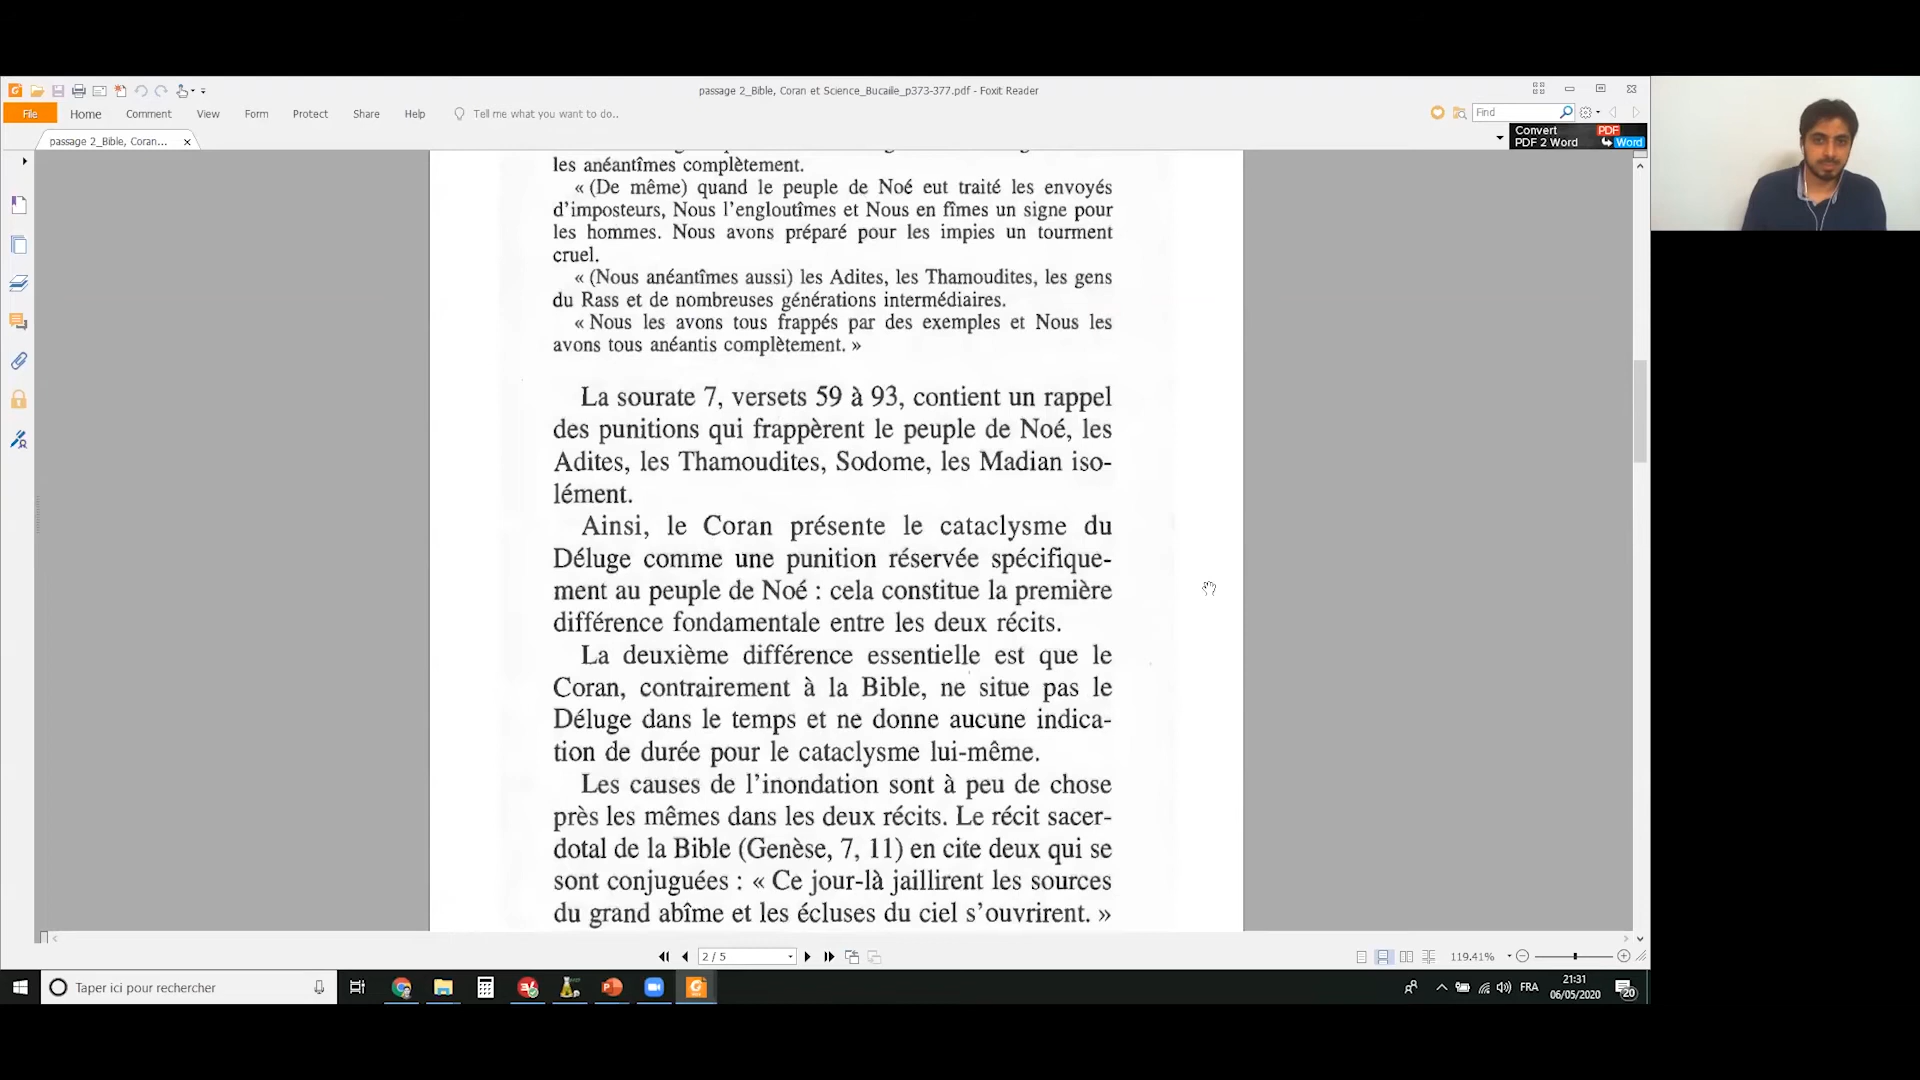 passage 2_Bible, Coran et Science_Bucaile_p373-377.pdf - Foxit Reader
File Home Comment View Form Protect Share Help Tell me what you want to do..
Find
passage 2_Bible, Coran...
Convert PDF
PDF 2 Word Word
les anéantîmes complètement.
« (De même) quand le peuple de Noé eut traité les envoyés
d'imposteurs, Nous l'engloutîmes et Nous en fîmes un signe pour
les hommes. Nous avons préparé pour les impies un tourment
cruel.
« (Nous anéantîmes aussi) les Adites, les Thamoudites, les gens
du Rass et de nombreuses générations intermédiaires.
« Nous les avons tous frappés par des exemples et Nous les
avons tous anéantis complètement. »
La sourate 7, versets 59 à 93, contient un rappel
des punitions qui frappèrent le peuple de Noé, les
Adites, les Thamoudites, Sodome, les Madian iso-
lément.
Ainsi, le Coran présente le cataclysme du
Déluge comme une punition réservée spécifique-
ment au peuple de Noé : cela constitue la première
différence fondamentale entre les deux récits.
La deuxième différence essentielle est que le
Coran, contrairement à la Bible, ne situe pas le
Déluge dans le temps et ne donne aucune indica-
tion de durée pour le cataclysme lui-même.
Les causes de l'inondation sont à peu de chose
près les mêmes dans les deux récits. Le récit sacer-
dotal de la Bible (Genèse, 7, 11) en cite deux qui se
sont conjuguées : « Ce jour-là jaillirent les sources
du grand abîme et les écluses du ciel s'ouvrirent. »
2 / 5
119.41%
Taper ici pour rechercher
FRA
21:31
06/05/2020
20